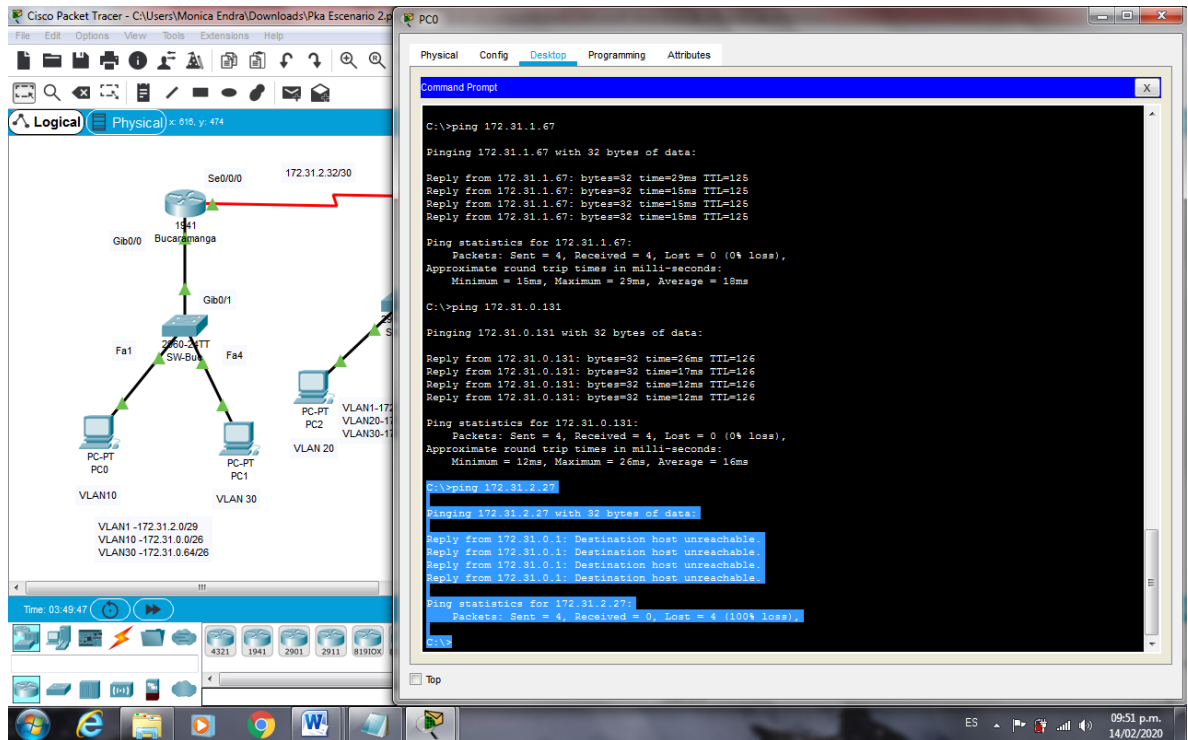 Cisco Packet Tracer - C:\Users\Monica Endra\Downloads\Pka Escenario 2.p
File Edit Options View Tools Extensions Help
Logical Physical x: 616, y: 474
Se0/0/0
172.31.2.32/30
1941
Bucaramanga
Gib0/0
Gib0/1
2960-24TT
SW-Buc
Fa1
Fa4
PC-PT
PC0
VLAN10
PC-PT
PC1
VLAN 30
PC-PT
PC2
VLAN 20
VLAN1-172
VLAN20-17
VLAN30-17
VLAN1 -172.31.2.0/29
VLAN10 -172.31.0.0/26
VLAN30 -172.31.0.64/26
Time: 03:49:47
4321 1941 2901 2911 819IOX
PC0
Physical Config Desktop Programming Attributes
Command Prompt
X
C:\>ping 172.31.1.67
Pinging 172.31.1.67 with 32 bytes of data:
Reply from 172.31.1.67: bytes=32 time=29ms TTL=125
Reply from 172.31.1.67: bytes=32 time=15ms TTL=125
Reply from 172.31.1.67: bytes=32 time=15ms TTL=125
Reply from 172.31.1.67: bytes=32 time=15ms TTL=125
Ping statistics for 172.31.1.67:
Packets: Sent = 4, Received = 4, Lost = 0 (0% loss),
Approximate round trip times in milli-seconds:
Minimum = 15ms, Maximum = 29ms, Average = 18ms
C:\>ping 172.31.0.131
Pinging 172.31.0.131 with 32 bytes of data:
Reply from 172.31.0.131: bytes=32 time=26ms TTL=126
Reply from 172.31.0.131: bytes=32 time=17ms TTL=126
Reply from 172.31.0.131: bytes=32 time=12ms TTL=126
Reply from 172.31.0.131: bytes=32 time=12ms TTL=126
Ping statistics for 172.31.0.131:
Packets: Sent = 4, Received = 4, Lost = 0 (0% loss),
Approximate round trip times in milli-seconds:
Minimum = 12ms, Maximum = 26ms, Average = 16ms
C:\>ping 172.31.2.27
Pinging 172.31.2.27 with 32 bytes of data:
Reply from 172.31.0.1: Destination host unreachable.
Reply from 172.31.0.1: Destination host unreachable.
Reply from 172.31.0.1: Destination host unreachable.
Reply from 172.31.0.1: Destination host unreachable.
Ping statistics for 172.31.2.27:
Packets: Sent = 4, Received = 0, Lost = 4 (100% loss),
C:\>
Top
ES
09:51 p.m.
14/02/2020